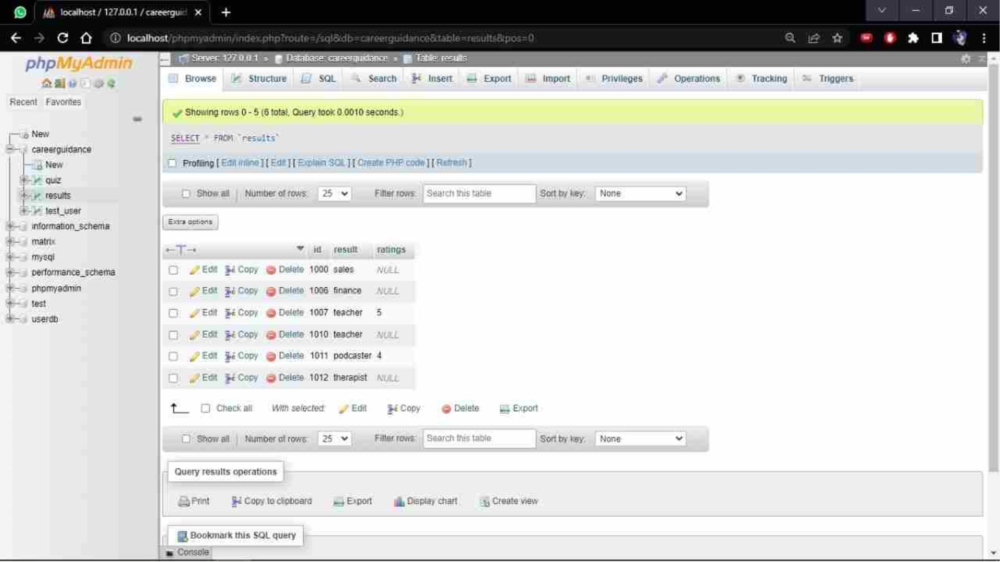 localhost / 127.0.0.1 / careerguid
localhost/phpmyadmin/index.php?route=/sql&db=careerguidance&table=results&pos=0
phpMyAdmin
Recent Favorites
New
careerguidance
New
quiz
results
test_user
information_schema
matrix
mysql
performance_schema
phpmyadmin
test
userdb
Server: 127.0.0.1 » Database: careerguidance » Table: results
Browse Structure SQL Search Insert Export Import Privileges Operations Tracking Triggers
Showing rows 0 - 5 (6 total, Query took 0.0010 seconds.)
SELECT * FROM `results`
Profiling [ Edit inline ] [ Edit ] [ Explain SQL ] [ Create PHP code ] [ Refresh ]
Show all Number of rows: 25 Filter rows: Search this table Sort by key: None
Extra options
←T→ id result ratings
Edit Copy Delete 1000 sales NULL
Edit Copy Delete 1006 finance NULL
Edit Copy Delete 1007 teacher 5
Edit Copy Delete 1010 teacher NULL
Edit Copy Delete 1011 podcaster 4
Edit Copy Delete 1012 therapist NULL
Check all With selected: Edit Copy Delete Export
Show all Number of rows: 25 Filter rows: Search this table Sort by key: None
Query results operations
Print Copy to clipboard Export Display chart Create view
Bookmark this SQL query
Console